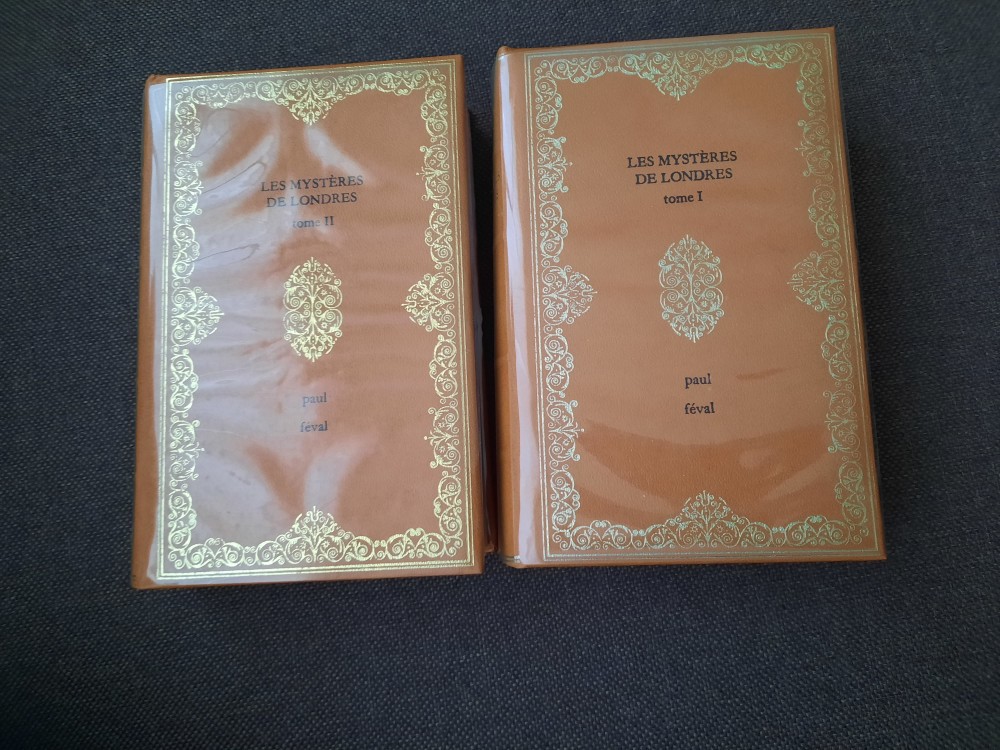 LES MYSTÈRES
DE LONDRES
tome II
paul
féval
LES MYSTÈRES
DE LONDRES
tome I
paul
féval